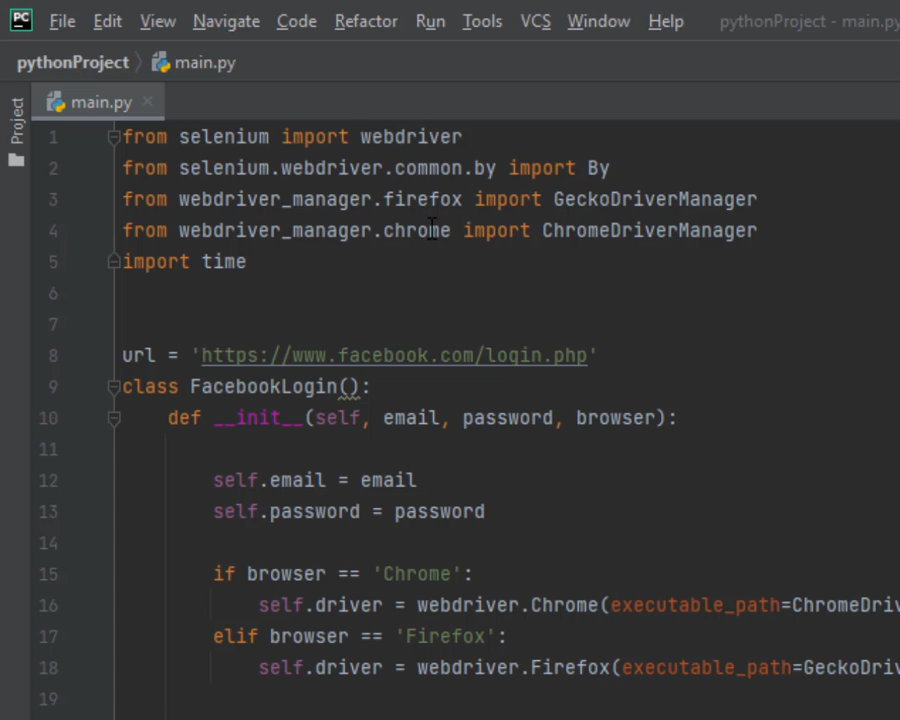 PC File Edit View Navigate Code Refactor Run Tools VCS Window Help pythonProject - main.py
pythonProject main.py
Project
main.py
1 from selenium import webdriver
2 from selenium.webdriver.common.by import By
3 from webdriver_manager.firefox import GeckoDriverManager
4 from webdriver_manager.chrome import ChromeDriverManager
5 import time
6
7
8 url = 'https://www.facebook.com/login.php'
9 class FacebookLogin():
10 def __init__(self, email, password, browser):
11
12 self.email = email
13 self.password = password
14
15 if browser == 'Chrome':
16 self.driver = webdriver.Chrome(executable_path=ChromeDriv
17 elif browser == 'Firefox':
18 self.driver = webdriver.Firefox(executable_path=GeckoDriv
19